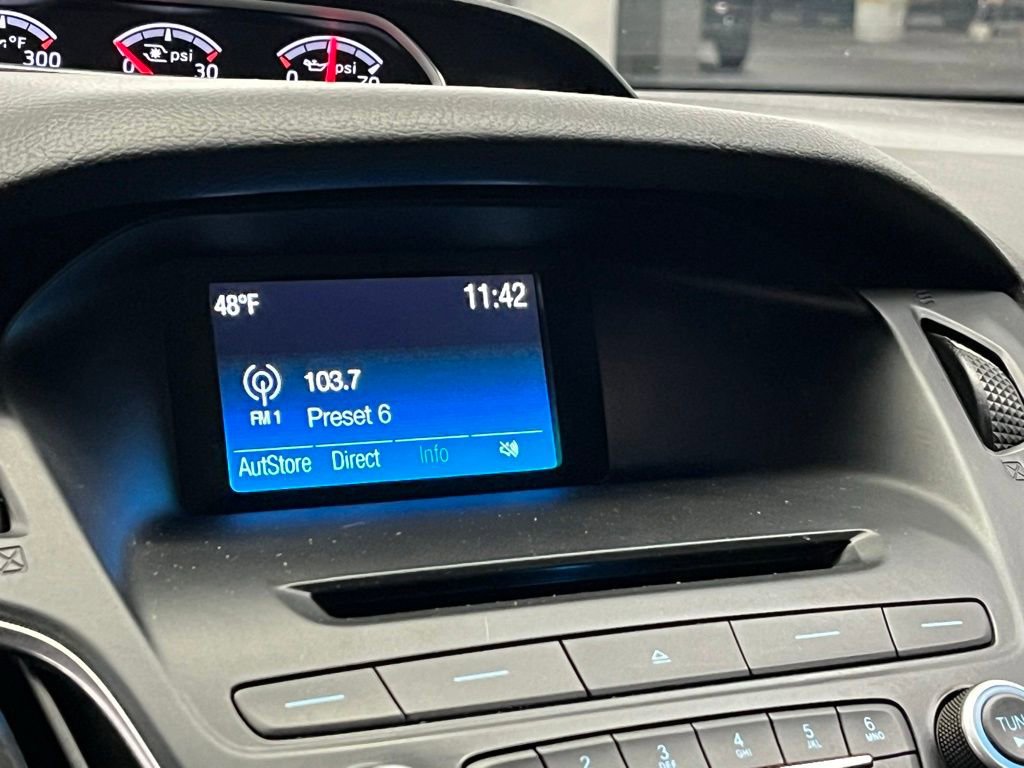 °F
300
psi
0 30
psi
0 70
48°F 11:42
103.7
FM 1
Preset 6
AutStore Direct Info
2
3 DEF
4 GHI
5 JKL
6 MNO
TUN